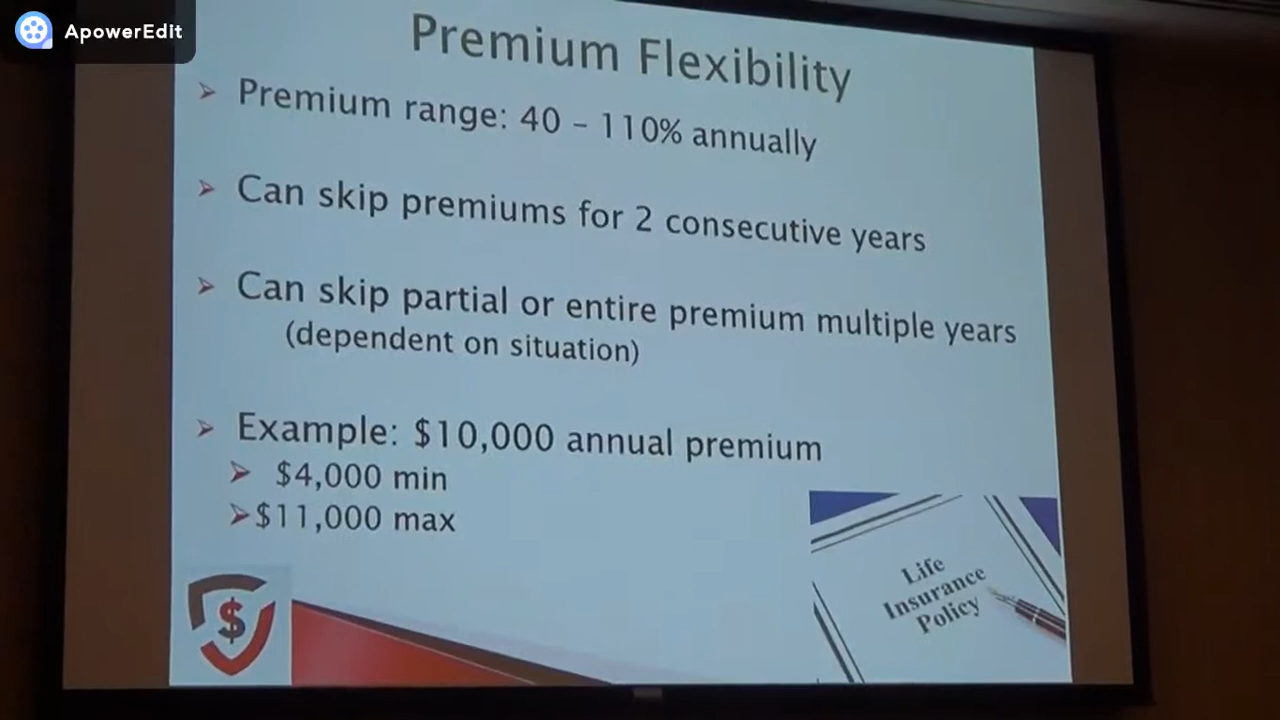 ApowerEdit
Premium Flexibility
➢ Premium range: 40 – 110% annually
➢ Can skip premiums for 2 consecutive years
➢ Can skip partial or entire premium multiple years
(dependent on situation)
➢ Example: $10,000 annual premium
➢ $4,000 min
➢ $11,000 max
$
Life
Insurance
Policy